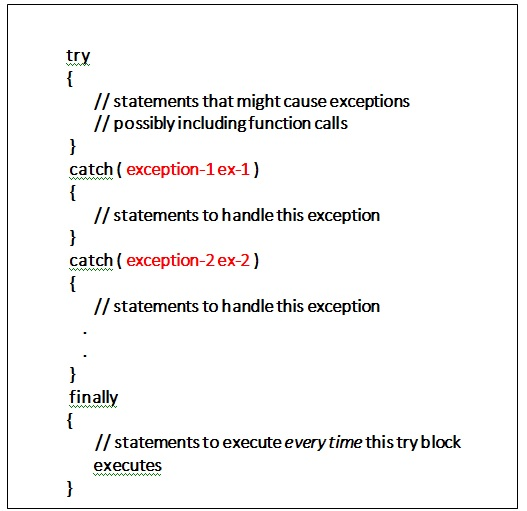 try
{
// statements that might cause exceptions
// possibly including function calls
}
catch ( exception-1 ex-1 )
{
// statements to handle this exception
}
catch ( exception-2 ex-2 )
{
// statements to handle this exception
.
.
}
finally
{
// statements to execute every time this try block
executes
}